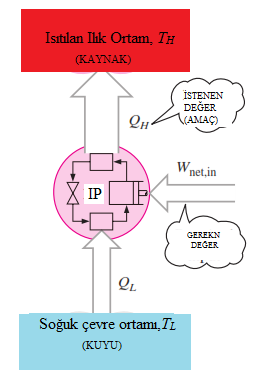 Isıtılan Ilık Ortam, T_H
(KAYNAK)
İSTENEN
DEĞER
(AMAÇ)
Q_H
W_net,in
IP
GEREKN
DEĞER
Q_L
Soğuk çevre ortamı,T_L
(KUYU)